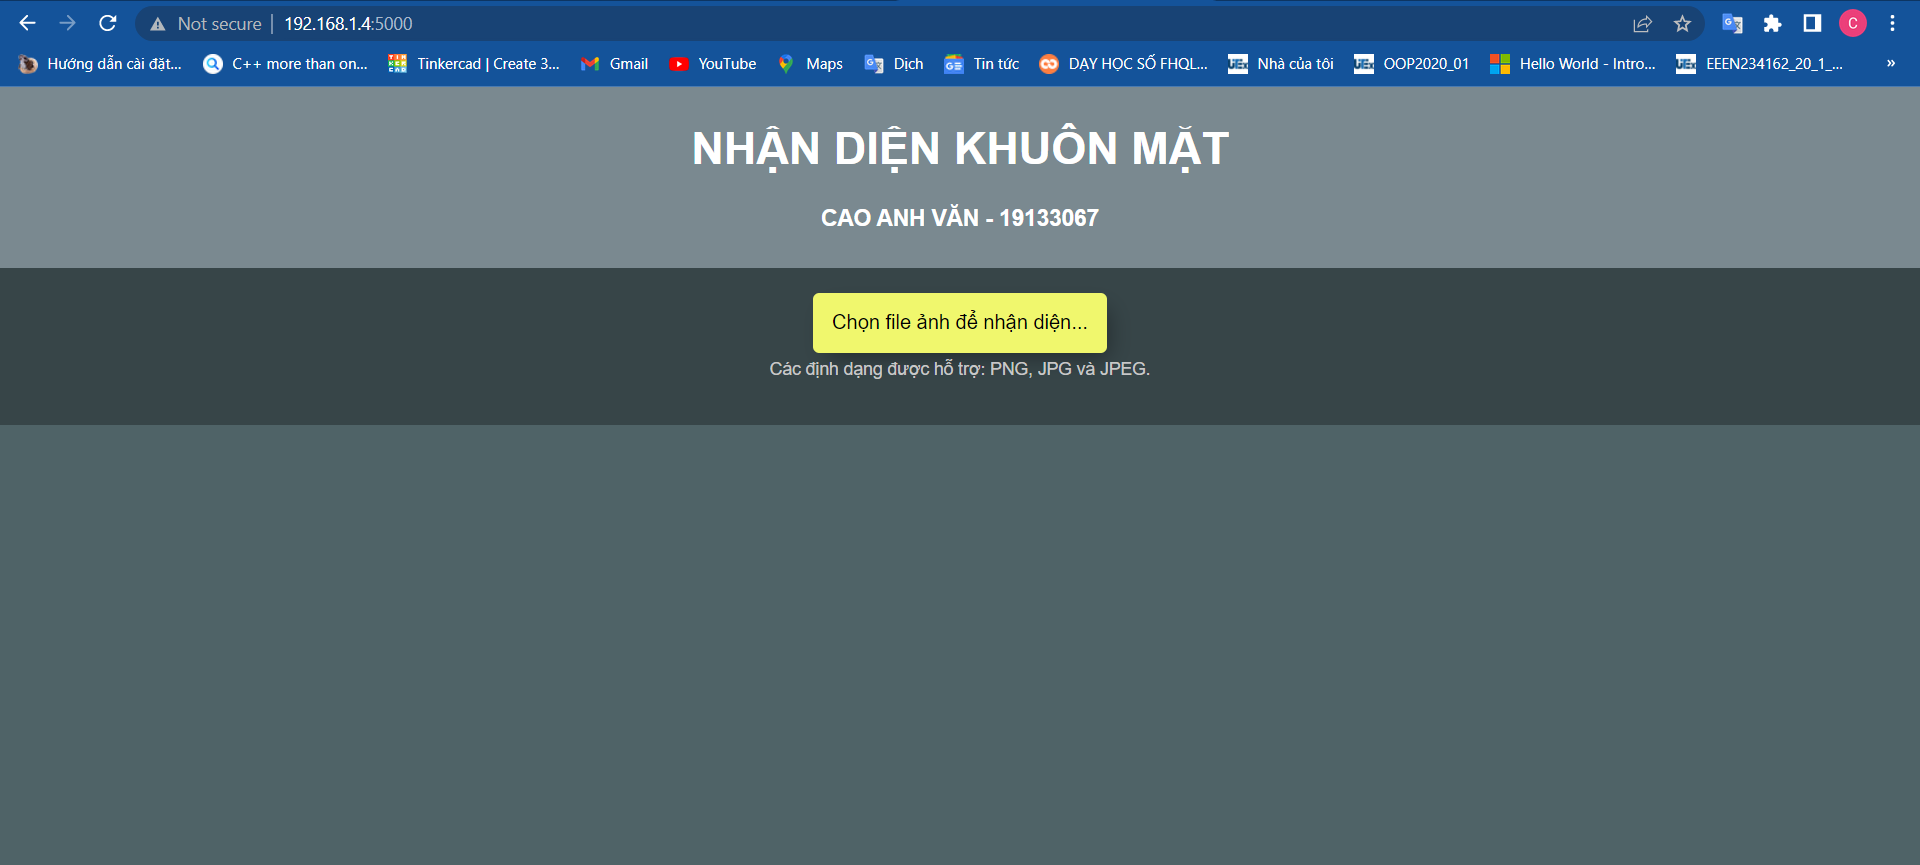 Not secure | 192.168.1.4:5000
Hướng dẫn cài đặt... C++ more than on... Tinkercad | Create 3... Gmail YouTube Maps Dịch Tin tức DẠY HỌC SỐ FHQL... Nhà của tôi OOP2020_01 Hello World - Intro... EEEN234162_20_1_... »
NHẬN DIỆN KHUÔN MẶT
CAO ANH VĂN - 19133067
Chọn file ảnh để nhận diện...
Các định dạng được hỗ trợ: PNG, JPG và JPEG.